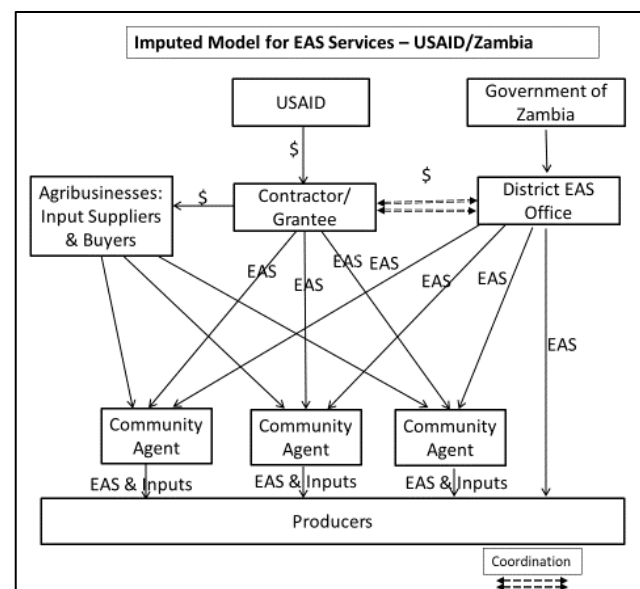 Imputed Model for EAS Services – USAID/Zambia
USAID
Government of
Zambia
$
$
Agribusinesses:
Input Suppliers
& Buyers
$
Contractor/
Grantee
District EAS
Office
EAS
EAS
EAS
EAS
EAS
EAS
EAS
Community
Agent
Community
Agent
Community
Agent
EAS & Inputs
EAS & Inputs
EAS & Inputs
Producers
Coordination